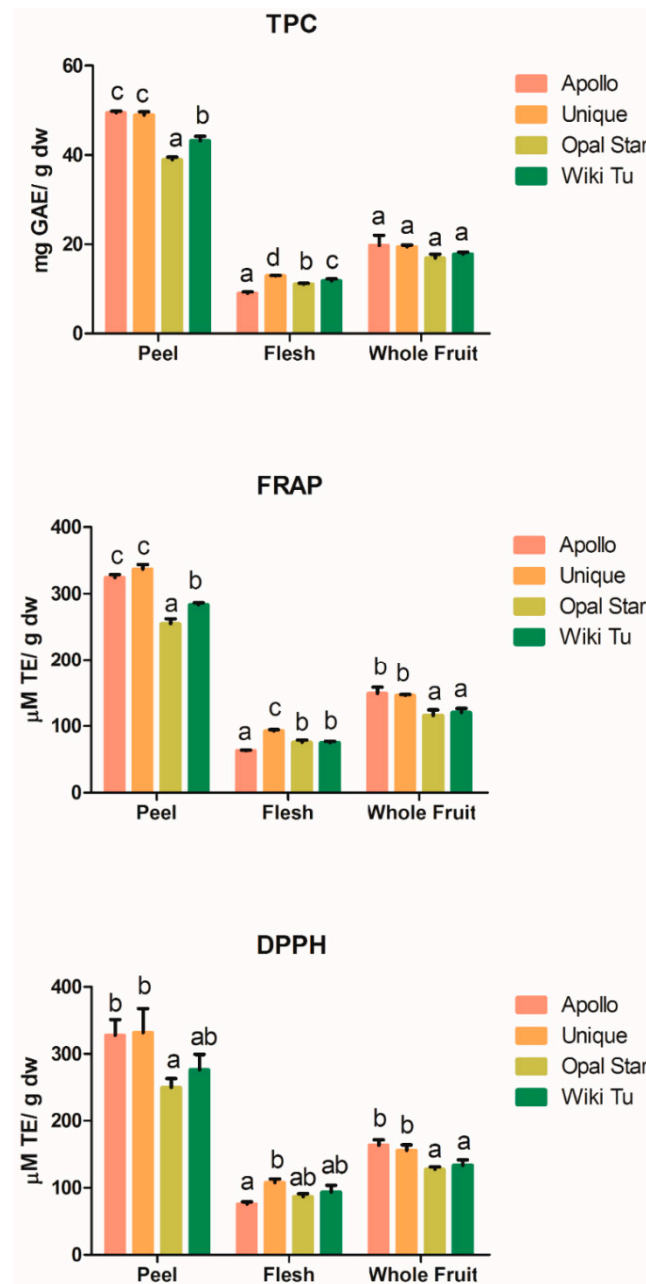 TPC
60
40
20
0
mg GAE/ g dw
c c a b
a d b c
a a a a
Peel Flesh Whole Fruit
Apollo
Unique
Opal Star
Wiki Tu
FRAP
400
300
200
100
0
µM TE/ g dw
c c a b
a c b b
b b a a
Peel Flesh Whole Fruit
Apollo
Unique
Opal Star
Wiki Tu
DPPH
400
300
200
100
0
µM TE/ g dw
b b a ab
a b ab ab
b b a a
Peel Flesh Whole Fruit
Apollo
Unique
Opal Star
Wiki Tu